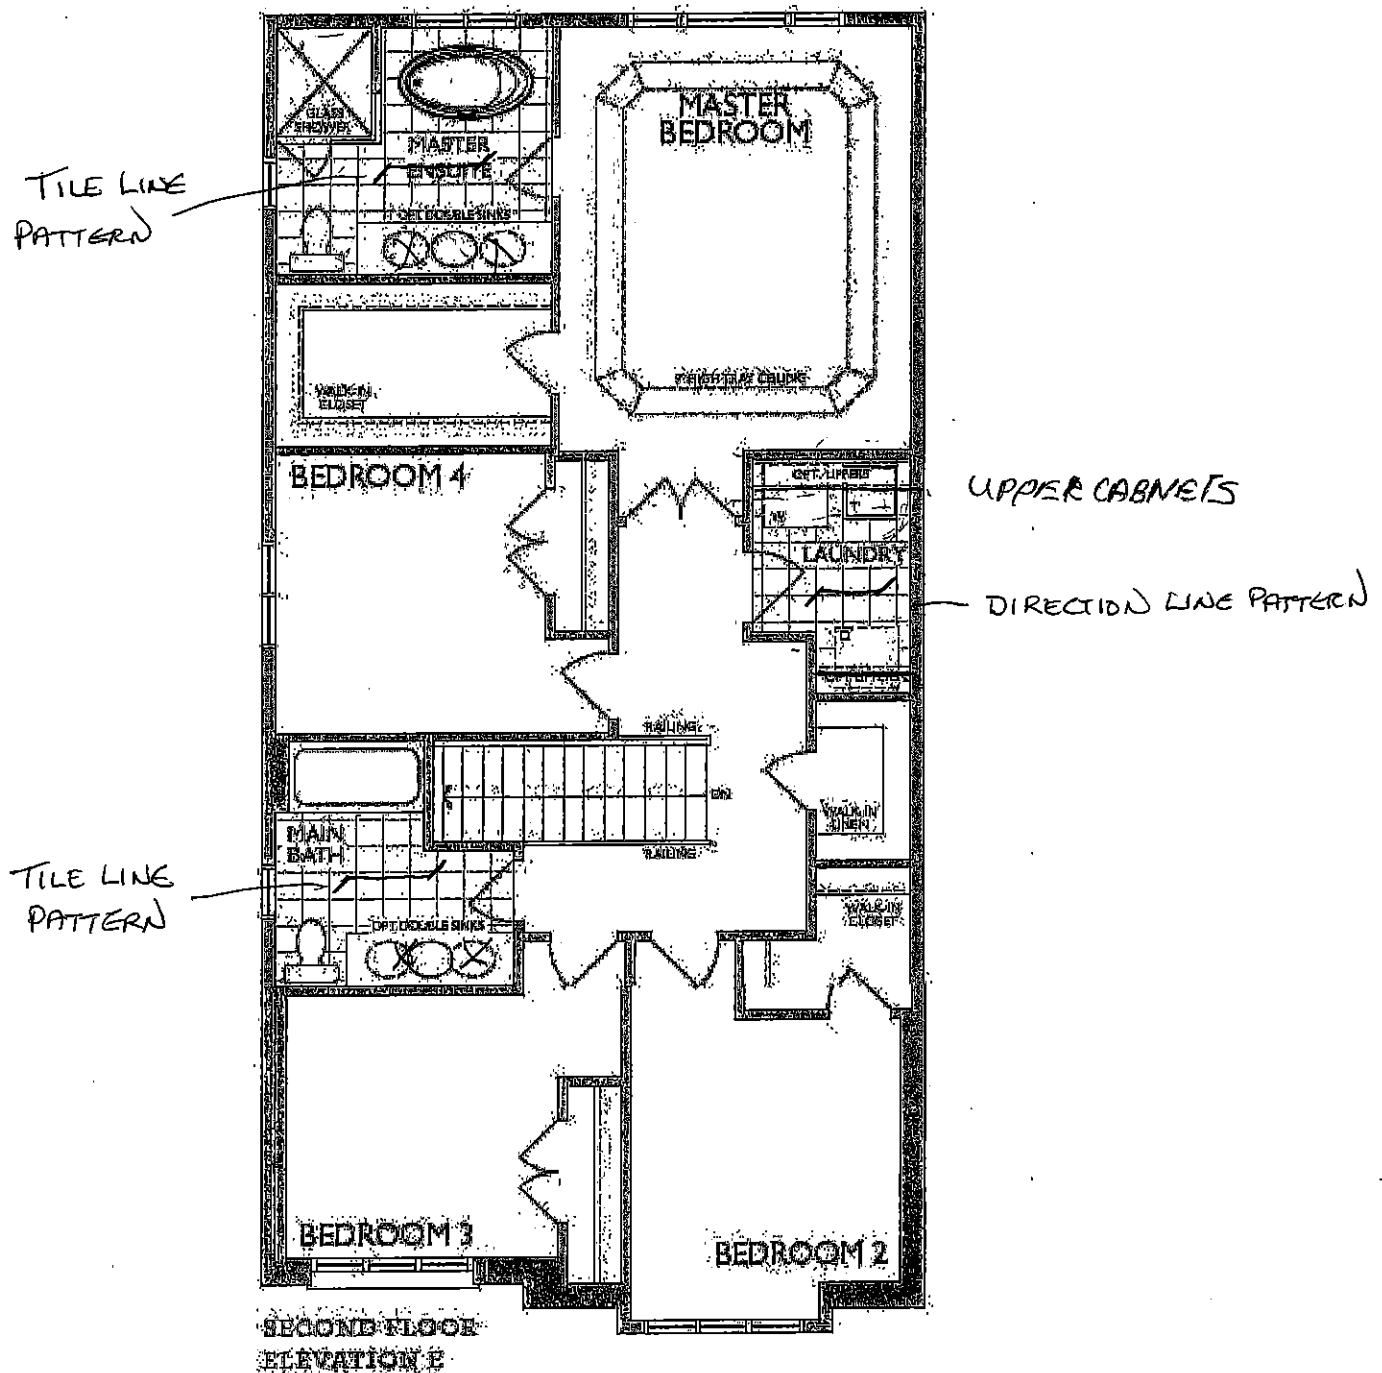 GLASS
SHOWER
MASTER
ENSUITE
OPT. DOUBLE SINKS
MASTER
BEDROOM
TILE LINE
PATTERN
WALK-IN
CLOSET
BEDROOM 4
OPT. UPPERS
W
LAUNDRY
UPPER CABNETS
DIRECTION LINE PATTERN
RAILING
DN
RAILING
WALK-IN
LINEN
MAIN
BATH
TILE LINE
PATTERN
OPT. DOUBLE SINKS
WALK-IN
CLOSET
BEDROOM 3
BEDROOM 2
SECOND FLOOR
ELEVATION E